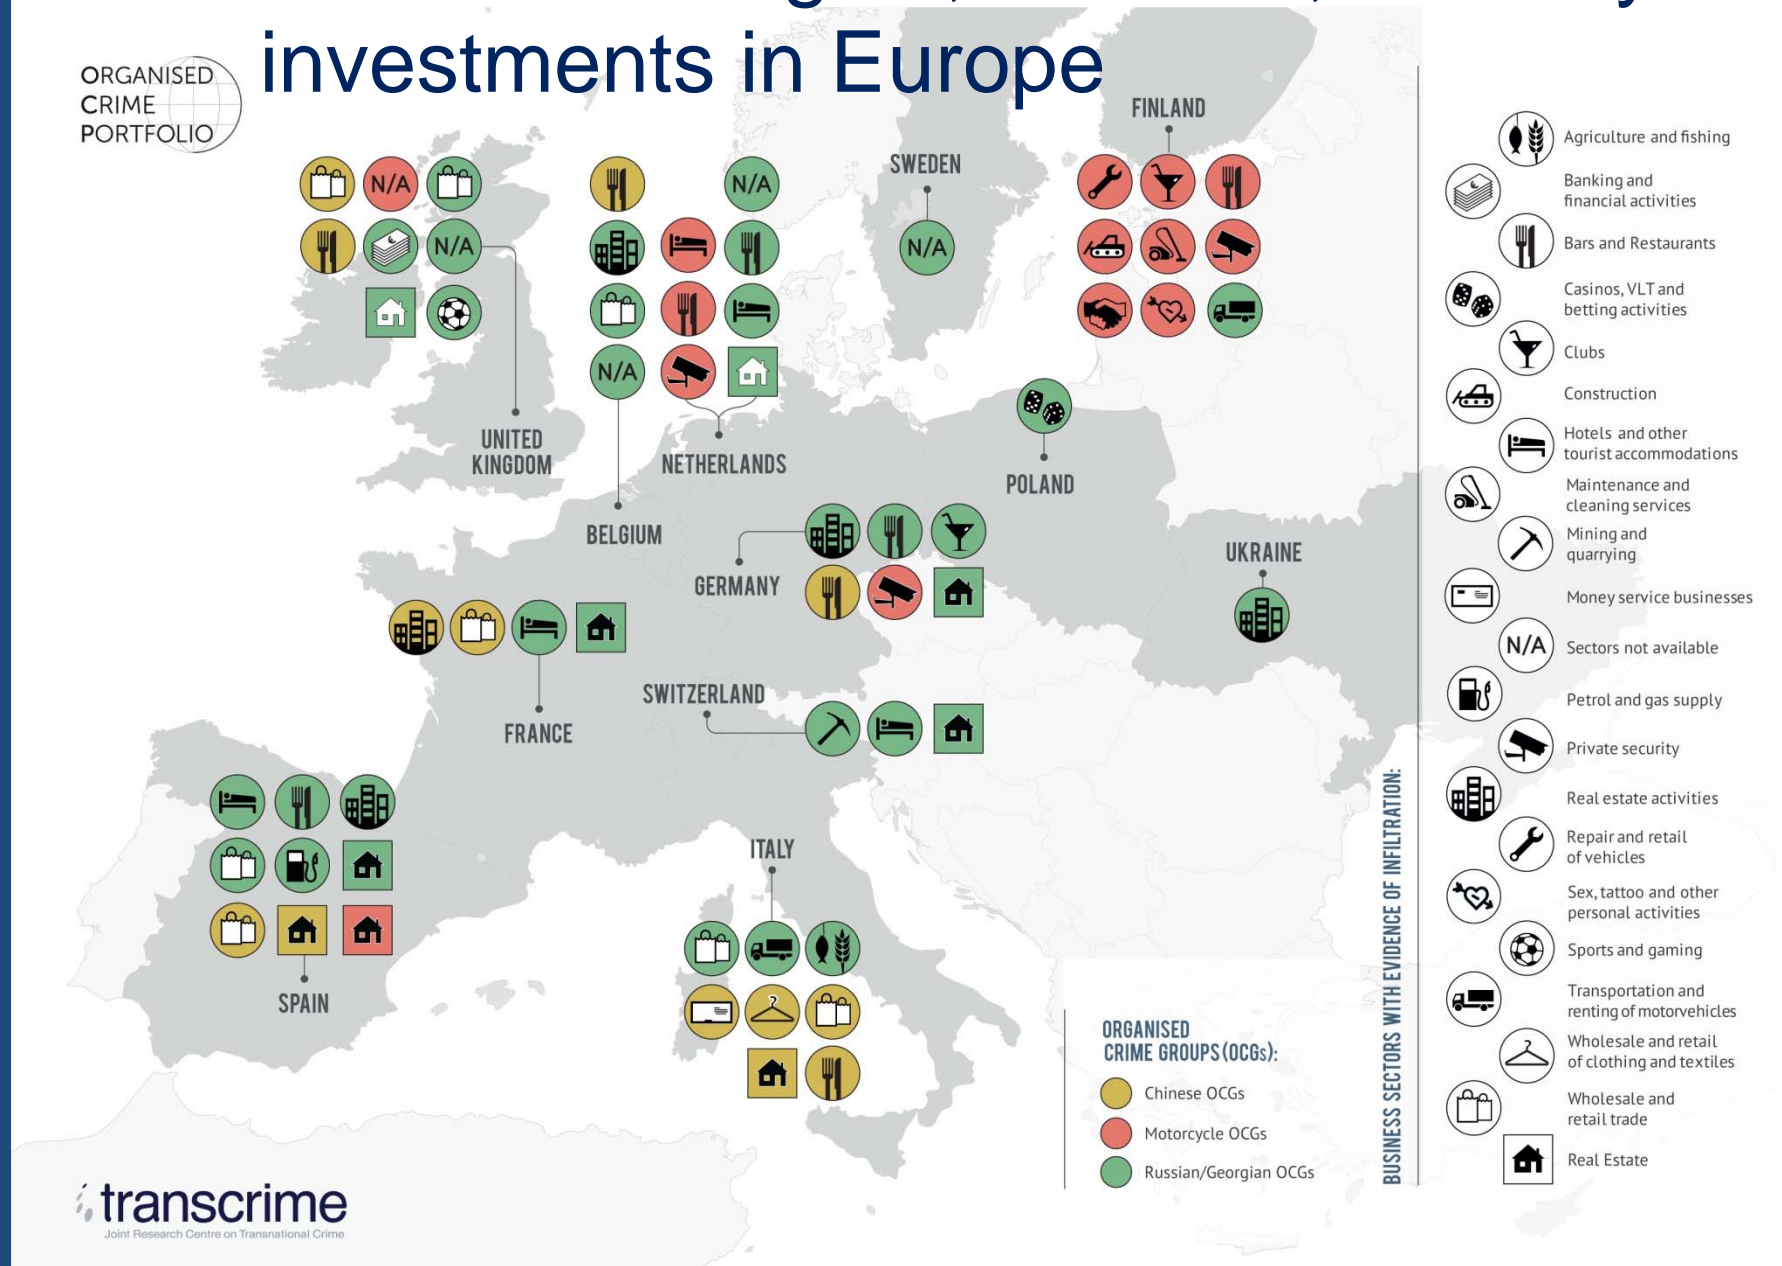 investments in Europe
ORGANISED
CRIME
PORTFOLIO
FINLAND
SWEDEN
N/A
N/A
N/A
N/A
N/A
UNITED
KINGDOM
NETHERLANDS
BELGIUM
POLAND
GERMANY
UKRAINE
FRANCE
SWITZERLAND
ITALY
SPAIN
ORGANISED
CRIME GROUPS (OCGs):
Chinese OCGs
Motorcycle OCGs
Russian/Georgian OCGs
BUSINESS SECTORS WITH EVIDENCE OF INFILTRATION:
Agriculture and fishing
Banking and
financial activities
Bars and Restaurants
Casinos, VLT and
betting activities
Clubs
Construction
Hotels and other
tourist accommodations
Maintenance and
cleaning services
Mining and
quarrying
Money service businesses
N/A
Sectors not available
Petrol and gas supply
Private security
Real estate activities
Repair and retail
of vehicles
Sex, tattoo and other
personal activities
Sports and gaming
Transportation and
renting of motorvehicles
Wholesale and retail
of clothing and textiles
Wholesale and
retail trade
Real Estate
transcrime
Joint Research Centre on Transnational Crime